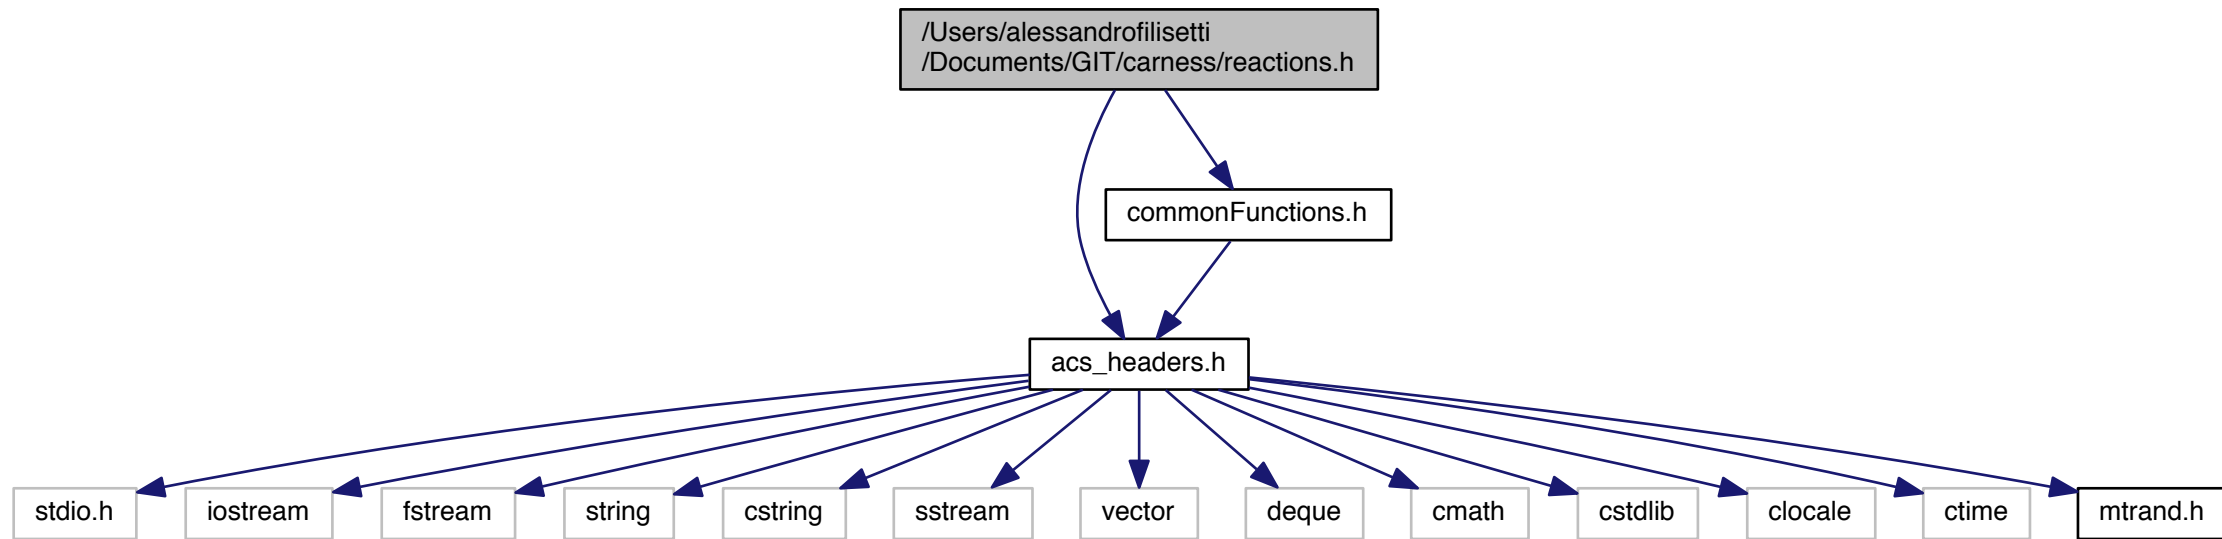 /Users/alessandrofilisetti
/Documents/GIT/carness/reactions.h
commonFunctions.h
acs_headers.h
stdio.h
iostream
fstream
string
cstring
sstream
vector
deque
cmath
cstdlib
clocale
ctime
mtrand.h